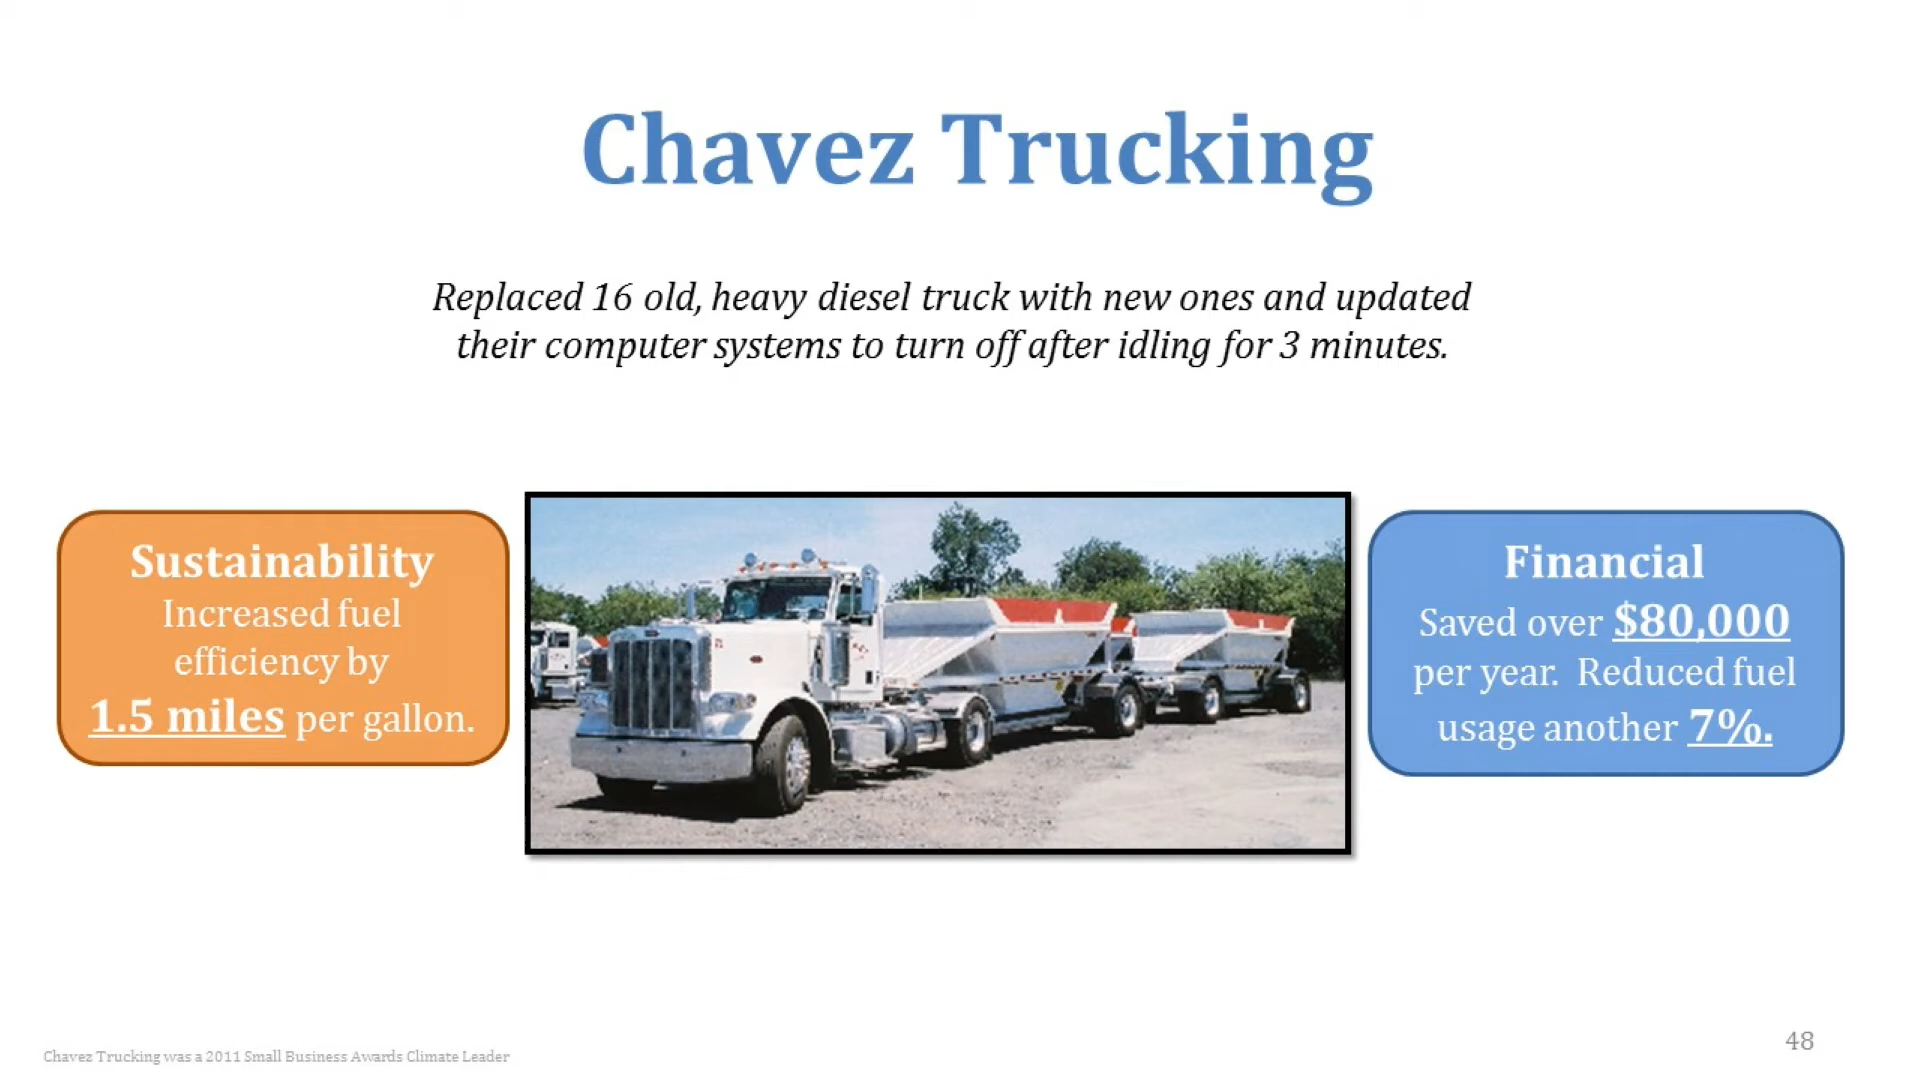 Chavez Trucking
Replaced 16 old, heavy diesel truck with new ones and updated
their computer systems to turn off after idling for 3 minutes.
Sustainability
Increased fuel
efficiency by
1.5 miles per gallon.
Financial
Saved over $80,000
per year. Reduced fuel
usage another 7%.
Chavez Trucking was a 2011 Small Business Awards Climate Leader
48